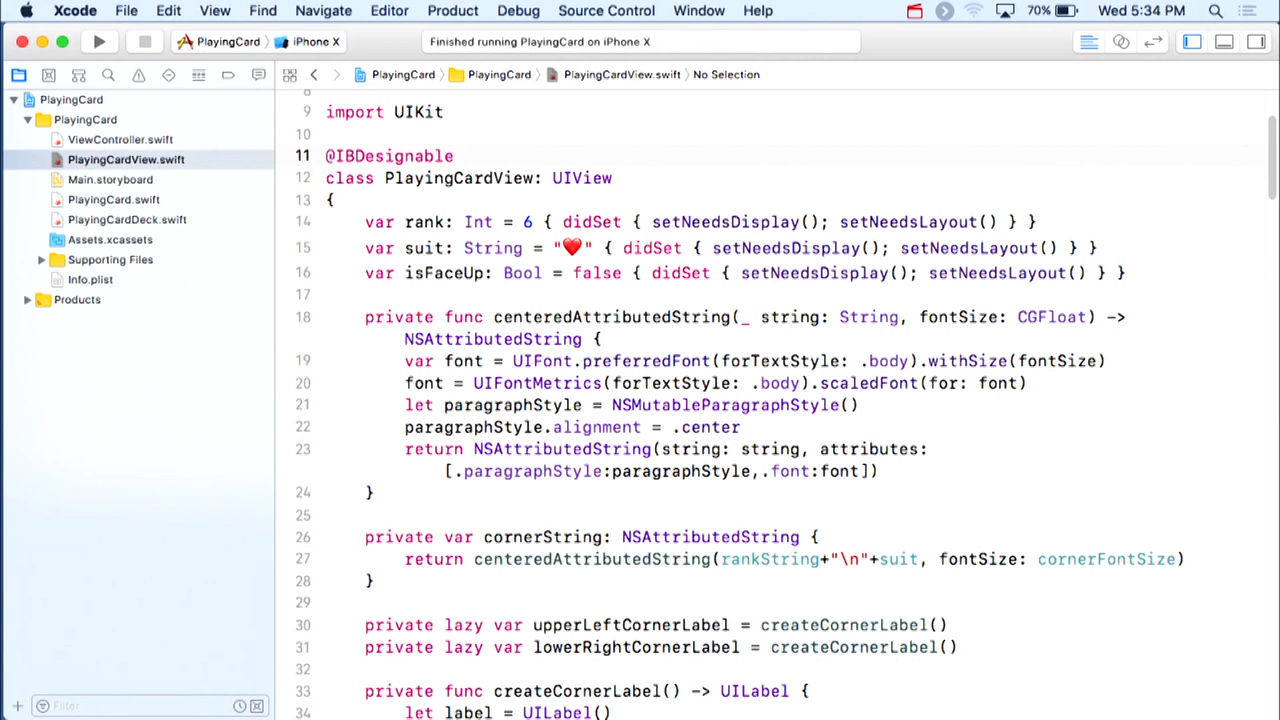 Xcode File Edit View Find Navigate Editor Product Debug Source Control Window Help 70% Wed 5:34 PM
PlayingCard iPhone X Finished running PlayingCard on iPhone X
PlayingCard PlayingCard PlayingCardView.swift No Selection
PlayingCard
PlayingCard
ViewController.swift
PlayingCardView.swift
Main.storyboard
PlayingCard.swift
PlayingCardDeck.swift
Assets.xcassets
Supporting Files
Info.plist
Products
Filter
8
9 import UIKit
10
11 @IBDesignable
12 class PlayingCardView: UIView
13 {
14 var rank: Int = 6 { didSet { setNeedsDisplay(); setNeedsLayout() } }
15 var suit: String = "❤️" { didSet { setNeedsDisplay(); setNeedsLayout() } }
16 var isFaceUp: Bool = false { didSet { setNeedsDisplay(); setNeedsLayout() } }
17
18 private func centeredAttributedString(_ string: String, fontSize: CGFloat) ->
NSAttributedString {
19 var font = UIFont.preferredFont(forTextStyle: .body).withSize(fontSize)
20 font = UIFontMetrics(forTextStyle: .body).scaledFont(for: font)
21 let paragraphStyle = NSMutableParagraphStyle()
22 paragraphStyle.alignment = .center
23 return NSAttributedString(string: string, attributes:
[.paragraphStyle:paragraphStyle,.font:font])
24 }
25
26 private var cornerString: NSAttributedString {
27 return centeredAttributedString(rankString+"\n"+suit, fontSize: cornerFontSize)
28 }
29
30 private lazy var upperLeftCornerLabel = createCornerLabel()
31 private lazy var lowerRightCornerLabel = createCornerLabel()
32
33 private func createCornerLabel() -> UILabel {
34 let label = UILabel()